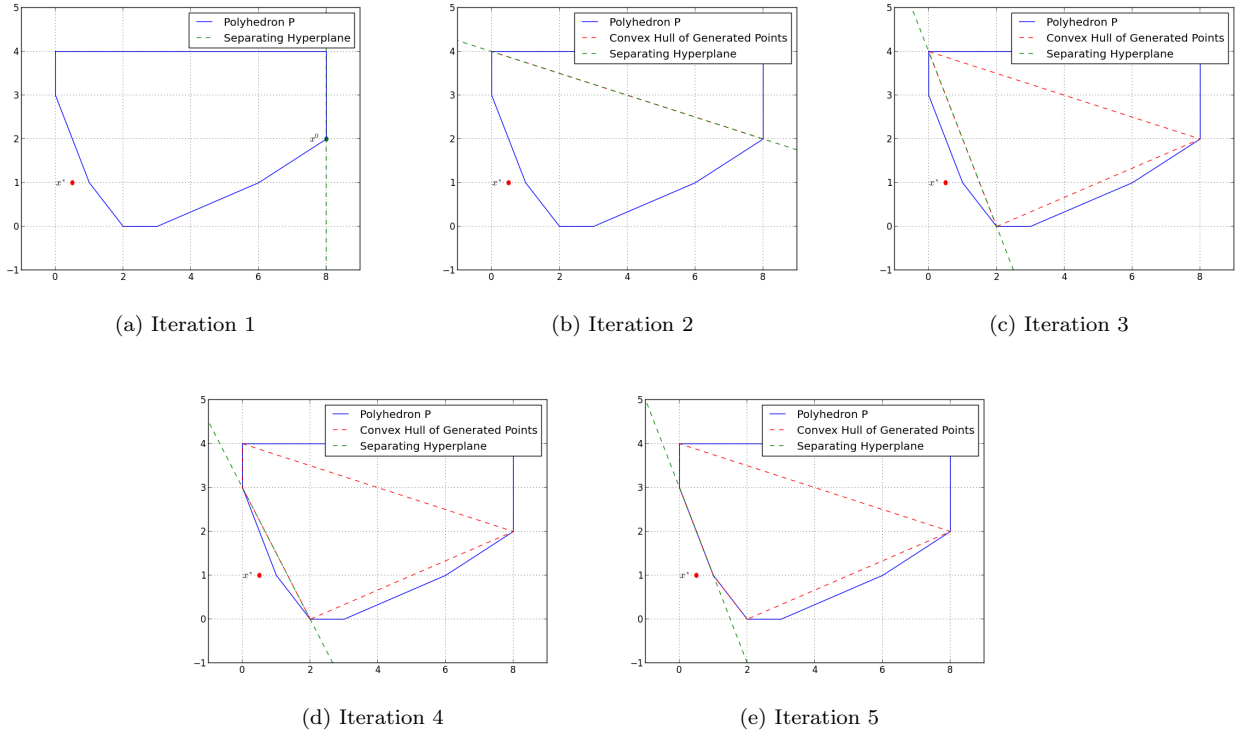 5
4
3
2
1
0
−1
0 2 4 6 8
Polyhedron P
Separating Hyperplane
x⁰
x*
(a) Iteration 1
5
4
3
2
1
0
−1
0 2 4 6 8
Polyhedron P
Convex Hull of Generated Points
Separating Hyperplane
x*
(b) Iteration 2
5
4
3
2
1
0
−1
0 2 4 6 8
Polyhedron P
Convex Hull of Generated Points
Separating Hyperplane
x*
(c) Iteration 3
5
4
3
2
1
0
−1
0 2 4 6 8
Polyhedron P
Convex Hull of Generated Points
Separating Hyperplane
x*
(d) Iteration 4
5
4
3
2
1
0
−1
0 2 4 6 8
Polyhedron P
Convex Hull of Generated Points
Separating Hyperplane
x*
(e) Iteration 5